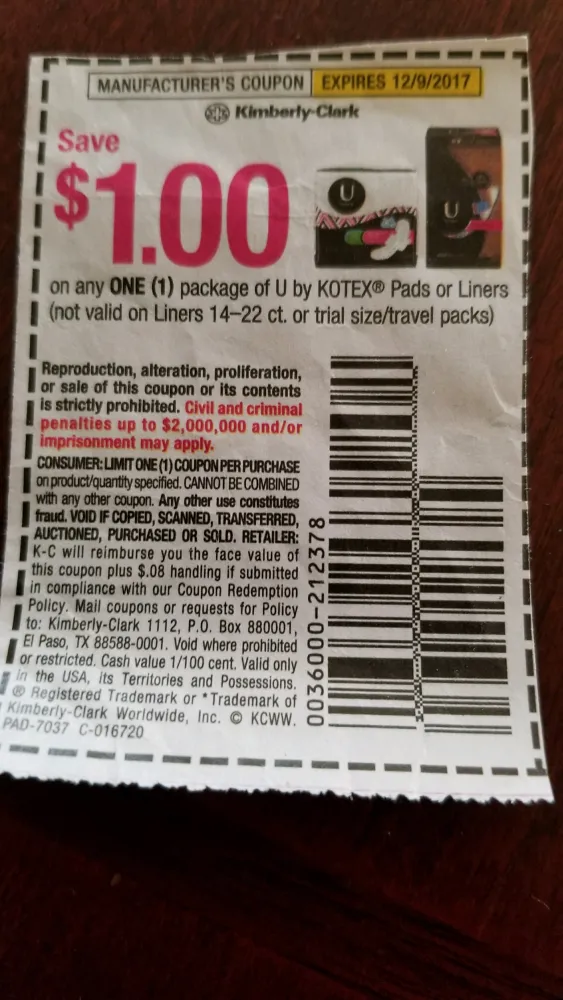 MANUFACTURER'S COUPON EXPIRES 12/9/2017
Kimberly-Clark
Save
$1.00
U
U
on any ONE (1) package of U by KOTEX® Pads or Liners
(not valid on Liners 14–22 ct. or trial size/travel packs)
Reproduction, alteration, proliferation,
or sale of this coupon or its contents
is strictly prohibited. Civil and criminal
penalties up to $2,000,000 and/or
imprisonment may apply.
CONSUMER: LIMIT ONE (1) COUPON PER PURCHASE
on product/quantity specified. CANNOT BE COMBINED
with any other coupon. Any other use constitutes
fraud. VOID IF COPIED, SCANNED, TRANSFERRED,
AUCTIONED, PURCHASED OR SOLD. RETAILER:
K-C will reimburse you the face value of
this coupon plus $.08 handling if submitted
in compliance with our Coupon Redemption
Policy. Mail coupons or requests for Policy
to: Kimberly-Clark 1112, P.O. Box 880001,
El Paso, TX 88588-0001. Void where prohibited
or restricted. Cash value 1/100 cent. Valid only
in the USA, its Territories and Possessions.
® Registered Trademark or *Trademark of
Kimberly-Clark Worldwide, Inc. © KCWW.
PAD-7037 C-016720
0036000-212378